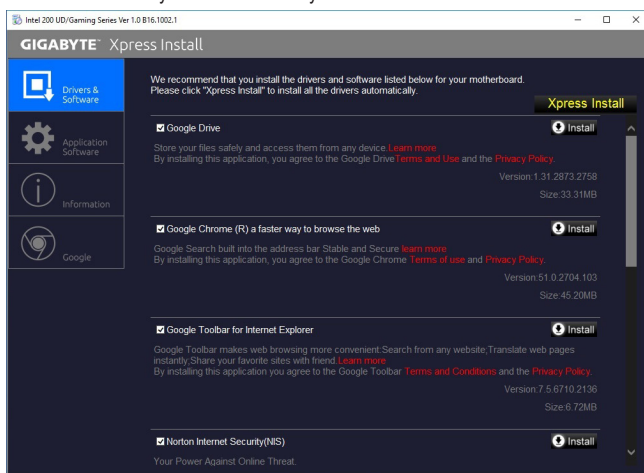 Intel 200 UD/Gaming Series Ver 1.0 B16.1002.1
GIGABYTE™ Xpress Install
Drivers &
Software
Application
Software
Information
Google
We recommend that you install the drivers and software listed below for your motherboard.
Please click "Xpress Install" to install all the drivers automatically.
Xpress Install
Google Drive
Install
Store your files safely and access them from any device.Learn more
By installing this application, you agree to the Google DriveTerms and Use and the Privacy Policy.
Version:1.31.2873.2758
Size:33.31MB
Google Chrome (R) a faster way to browse the web
Install
Google Search built into the address bar Stable and Secure learn more
By installing this application, you agree to the Google Chrome Terms of use and Privacy Policy.
Version:51.0.2704.103
Size:45.20MB
Google Toolbar for Internet Explorer
Install
Google Toolbar makes web browsing more convenient:Search from any website;Translate web pages
instantly;Share your favorite sites with friend.Learn more
By installing this application you agree to the Google Toolbar Terms and Conditions and the Privacy Policy.
Version:7.5.6710.2136
Size:6.72MB
Norton Internet Security(NIS)
Install
Your Power Against Online Threat.